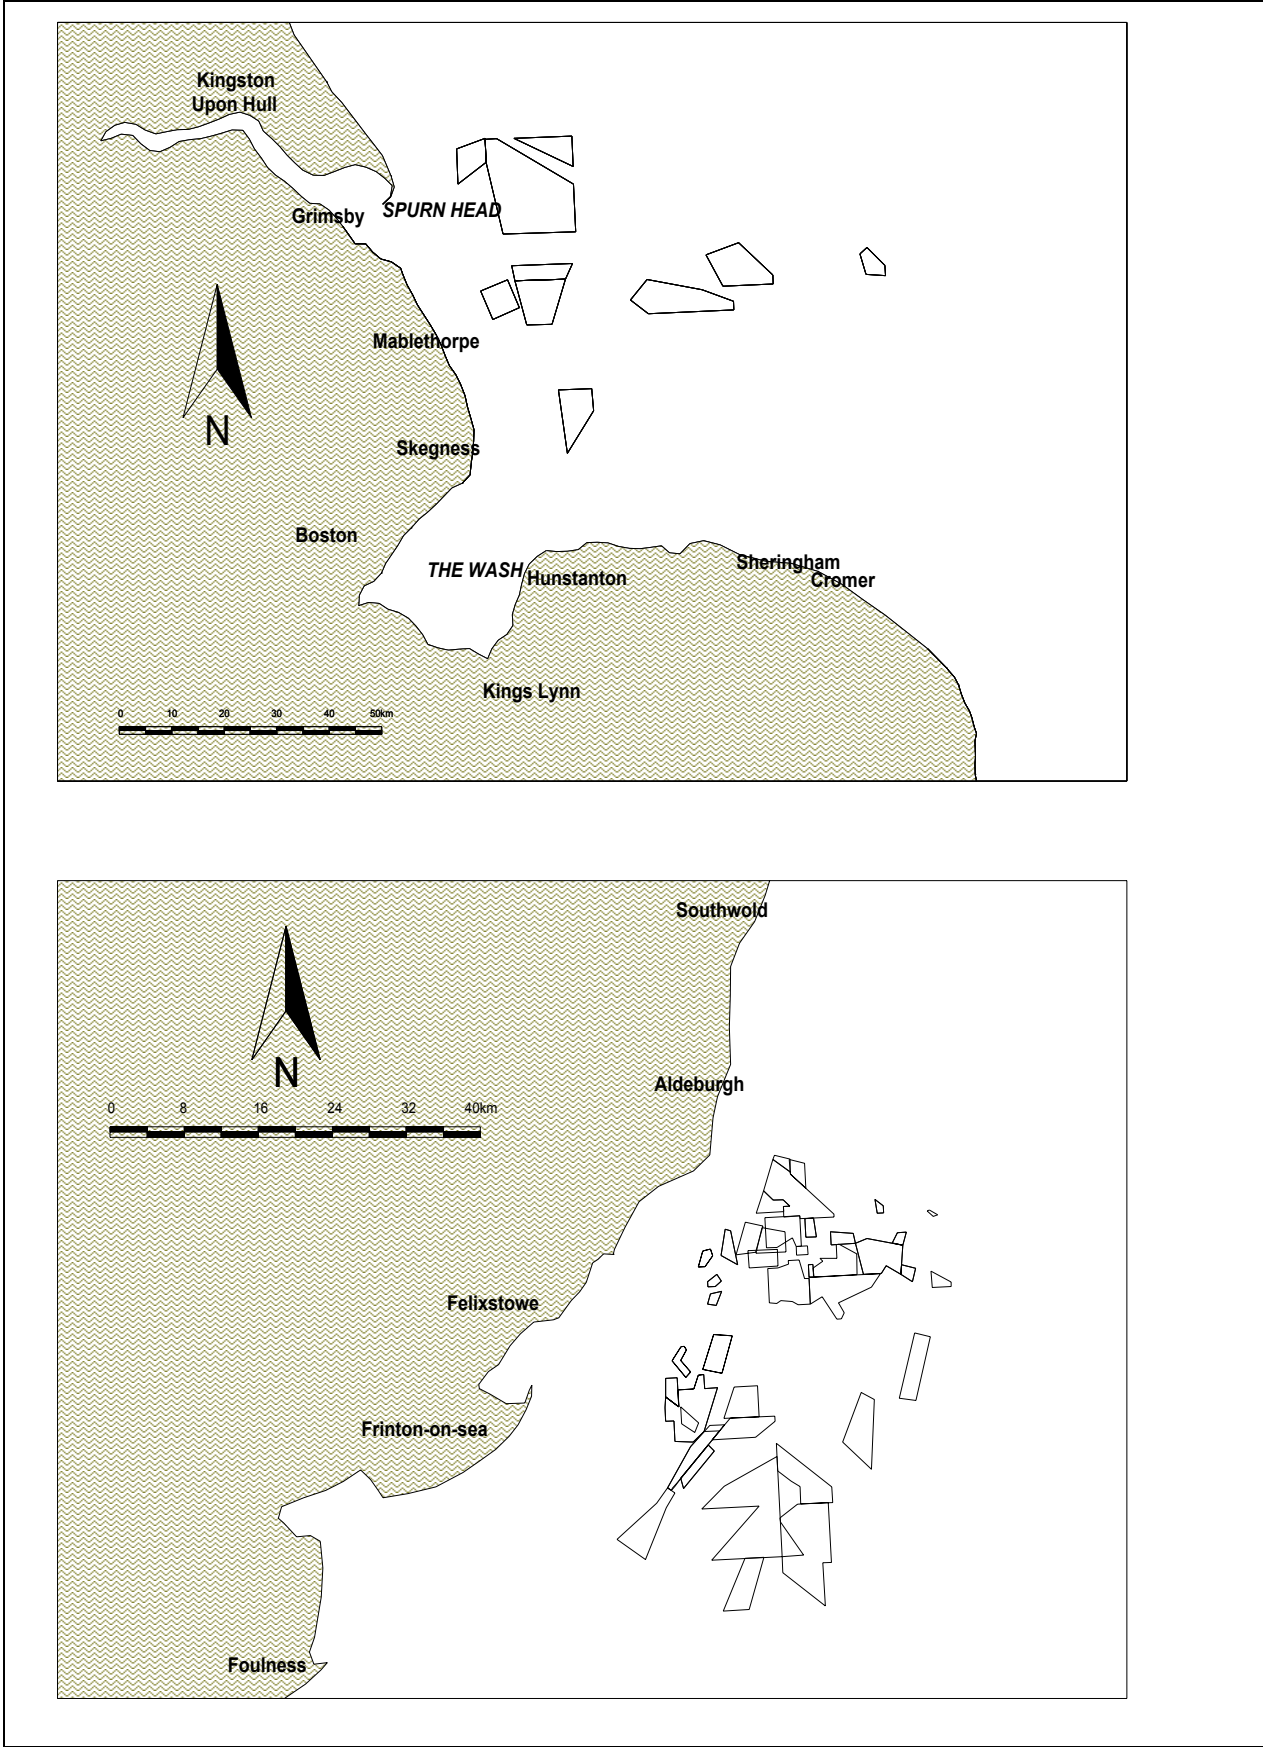 Kingston
Upon Hull
Grimsby
SPURN HEAD
N
Mablethorpe
Skegness
Boston
THE WASH
Hunstanton
Sheringham
Cromer
Kings Lynn
0 10 20 30 40 50km
Southwold
N
Aldeburgh
0 8 16 24 32 40km
Felixstowe
Frinton-on-sea
Foulness